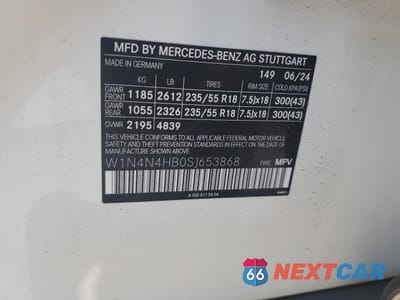 MFD BY MERCEDES-BENZ AG STUTTGART
MADE IN GERMANY 149 06/24
KG LB TIRES RIM SIZE COLD KPA (PSI)
GAWR FRONT 1185 2612 235/55 R18 7.5Jx18 300(43)
GAWR REAR 1055 2326 235/55 R18 7.5Jx18 300(43)
GVWR 2195 4839
THIS VEHICLE CONFORMS TO ALL APPLICABLE FEDERAL MOTOR VEHICLE SAFETY AND THEFT PREVENTION STANDARDS IN EFFECT ON THE DATE OF MANUFACTURE SHOWN ABOVE.
W1N4N4HB0SJ653868 TYPE: MPV
66 NEXTCAR